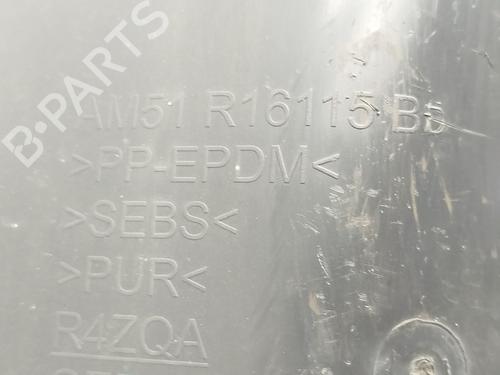 B-PARTS
AM51 R16115 BD
>PP-EPDM<
>SEBS<
>PUR<
R4ZQA